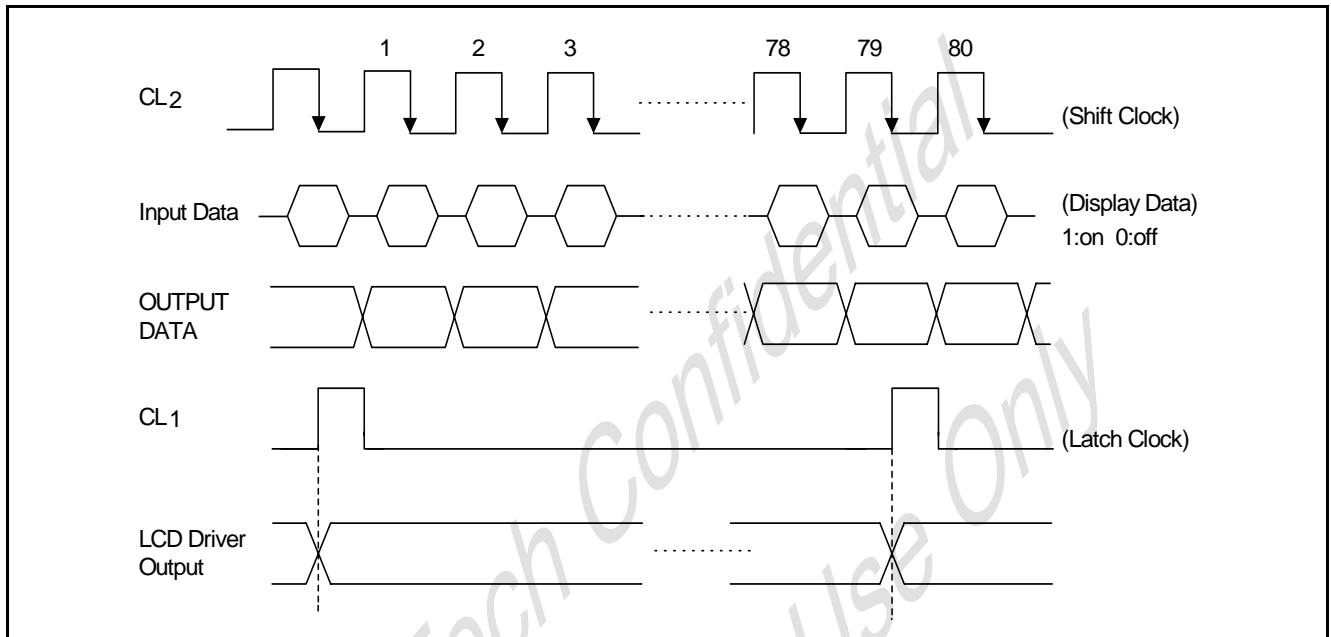 1 2 3 78 79 80
CL2
(Shift Clock)
Input Data
(Display Data)
1:on 0:off
OUTPUT
DATA
CL1
(Latch Clock)
LCD Driver
Output
Tech Confidential
Use Only